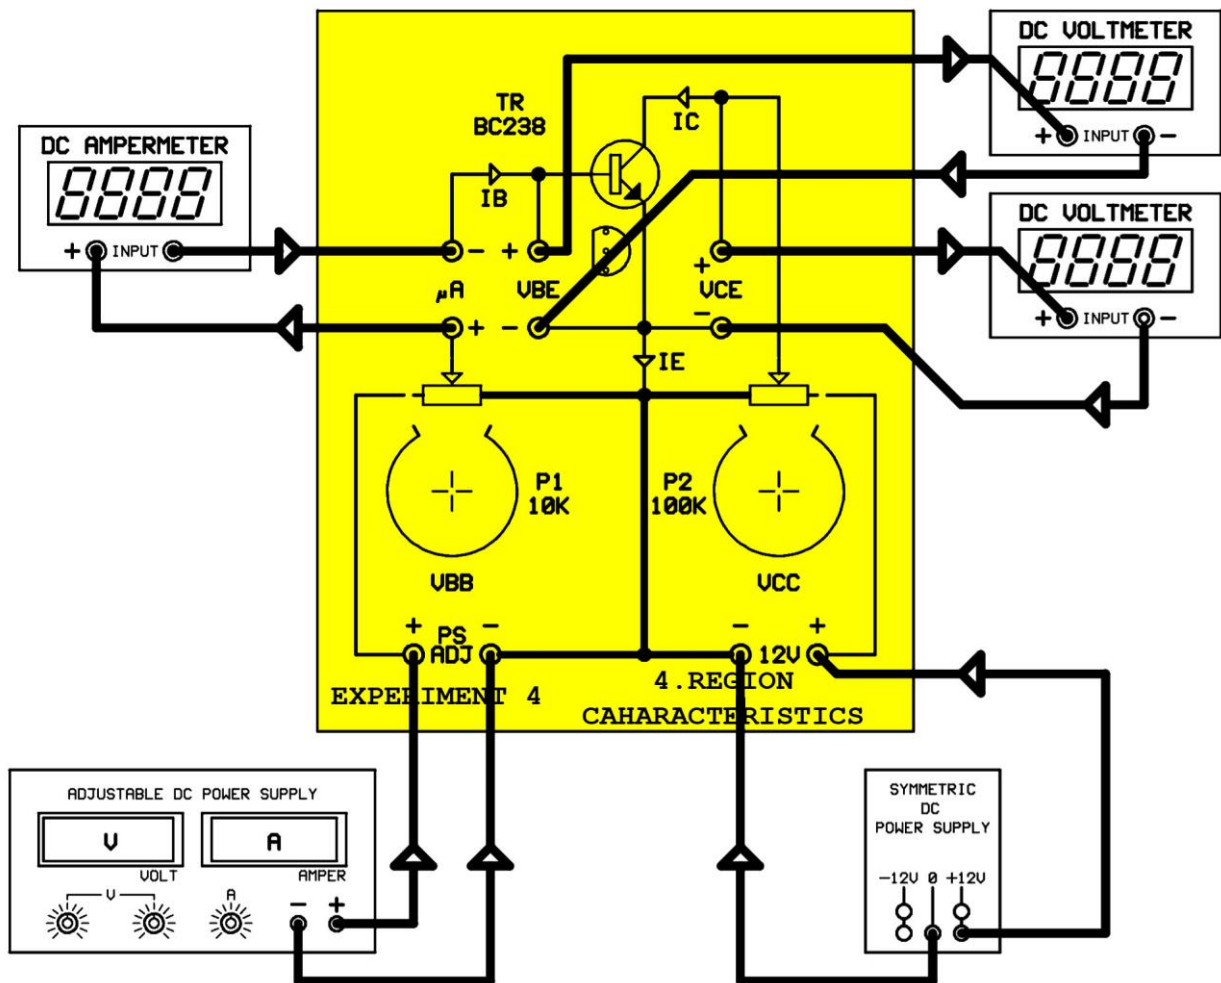 DC VOLTMETER
8888
+ INPUT -
TR
BC238
IC
DC AMPERMETER
8888
+ INPUT
IB
DC VOLTMETER
8888
+ INPUT -
- + +
μA VBE VCE
+ - -
IE
P1
10K
P2
100K
VBB
VCC
+ PS -
ADJ
- 12V +
EXPERIMENT 4
4.REGION
CAHARACTERISTICS
ADJUSTABLE DC POWER SUPPLY
V
A
VOLT
AMPER
V
A
- +
SYMMETRIC
DC
POWER SUPPLY
-12V 0 +12V